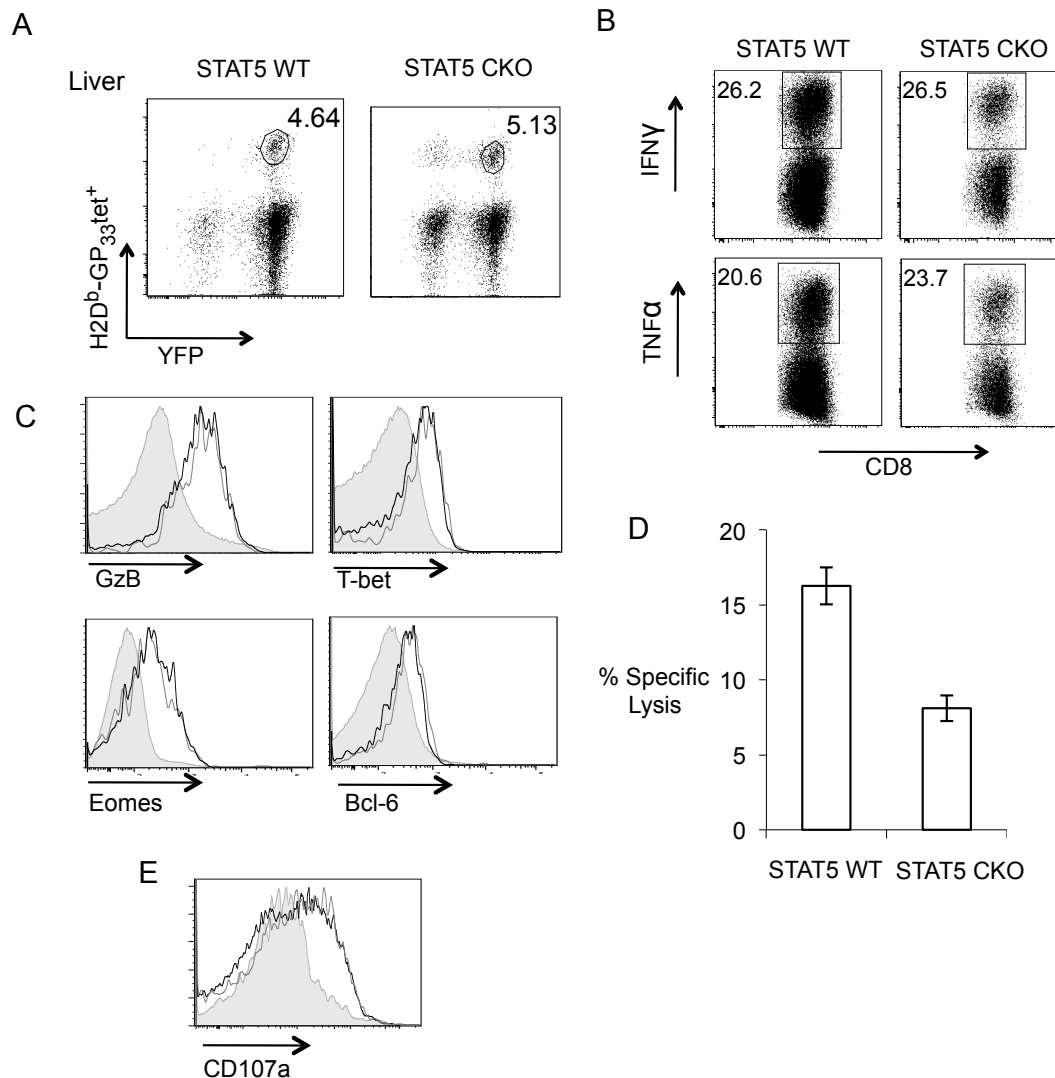 A
Liver
STAT5 WT
STAT5 CKO
4.64
5.13
H2Dᵇ-GP₃₃tet⁺
YFP
B
STAT5 WT
STAT5 CKO
26.2
26.5
IFNγ
20.6
23.7
TNFα
CD8
C
GzB
T-bet
Eomes
Bcl-6
D
20
15
10
5
0
% Specific
Lysis
STAT5 WT
STAT5 CKO
E
CD107a